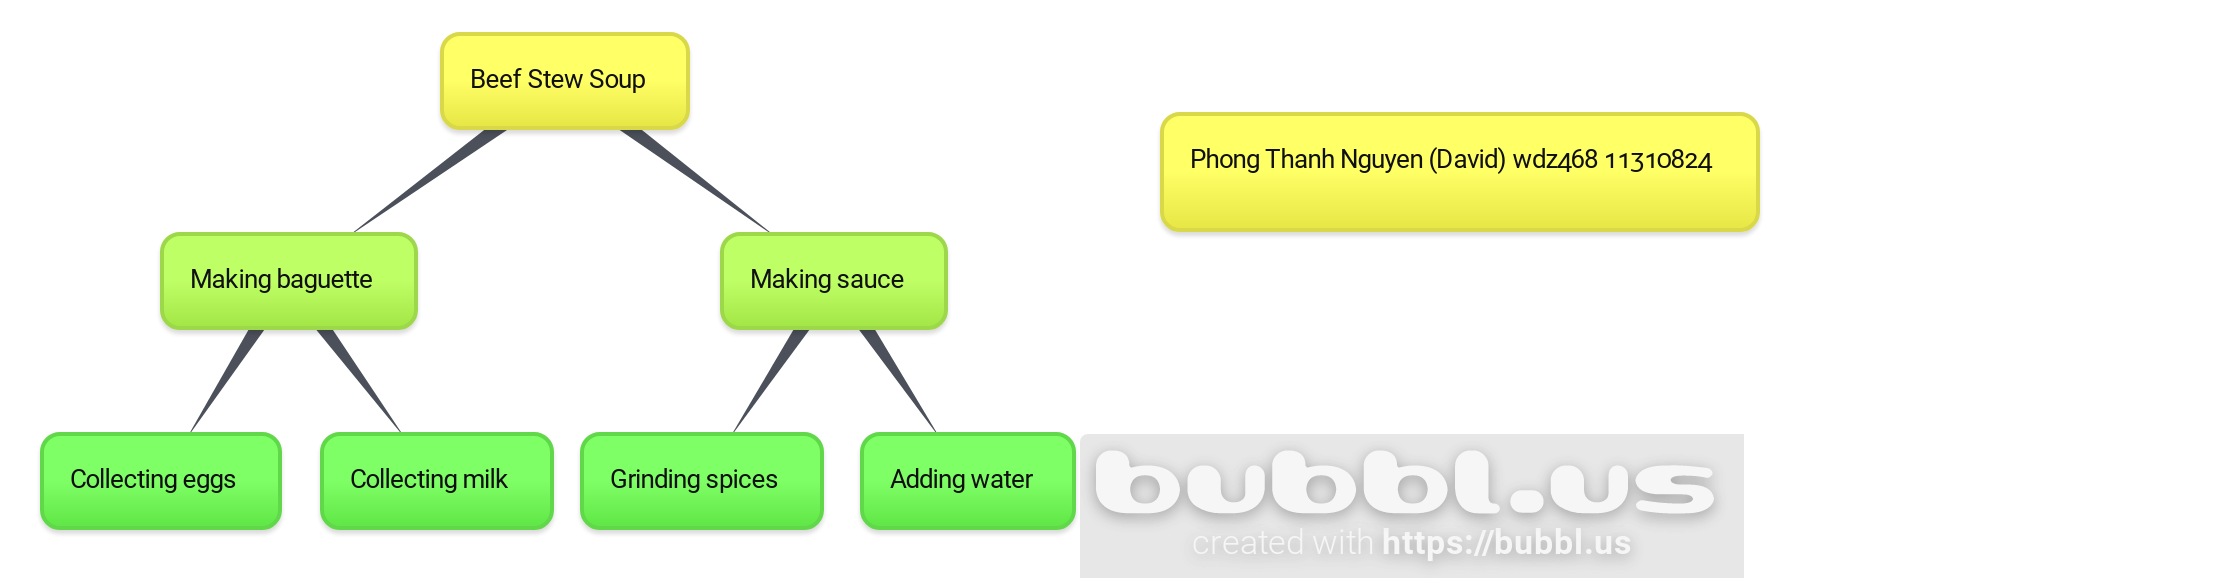 Beef Stew Soup
Phong Thanh Nguyen (David) wdz468 11310824
Making baguette
Making sauce
Collecting eggs
Collecting milk
Grinding spices
Adding water
bubbl.us
created with https://bubbl.us